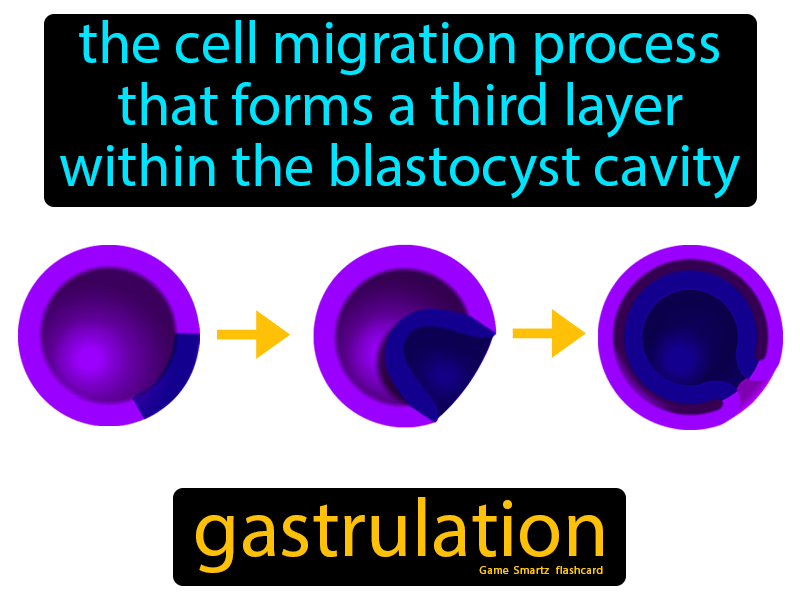 the cell migration process
that forms a third layer
within the blastocyst cavity
gastrulation
Game Smartz flashcard